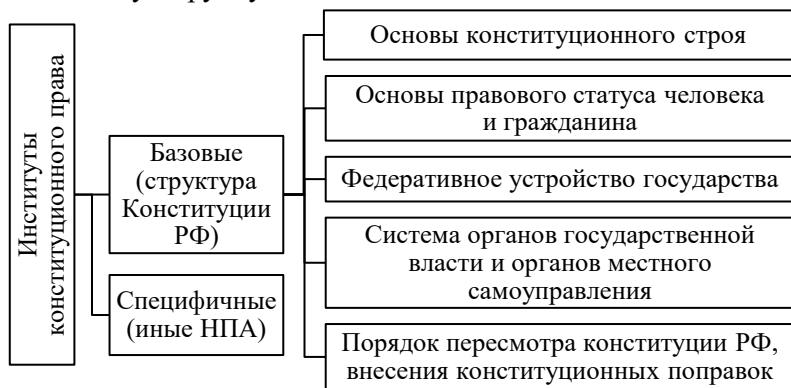 Институты
конституционного права
Базовые
(структура
Конституции
РФ)
Специфичные
(иные НПА)
Основы конституционного строя
Основы правового статуса человека
и гражданина
Федеративное устройство государства
Система органов государственной
власти и органов местного
самоуправления
Порядок пересмотра конституции РФ,
внесения конституционных поправок